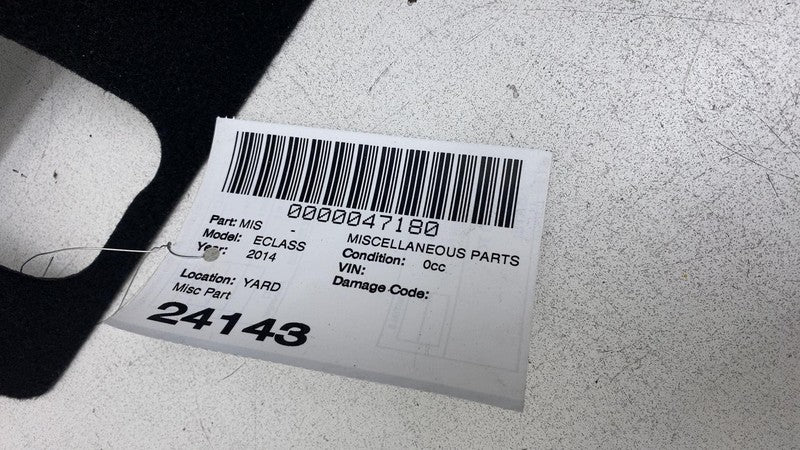 0000047180
Part: MIS - MISCELLANEOUS PARTS
Model: ECLASS Condition: 0cc
Year: 2014 VIN:
Location: YARD Damage Code:
Misc Part
24143